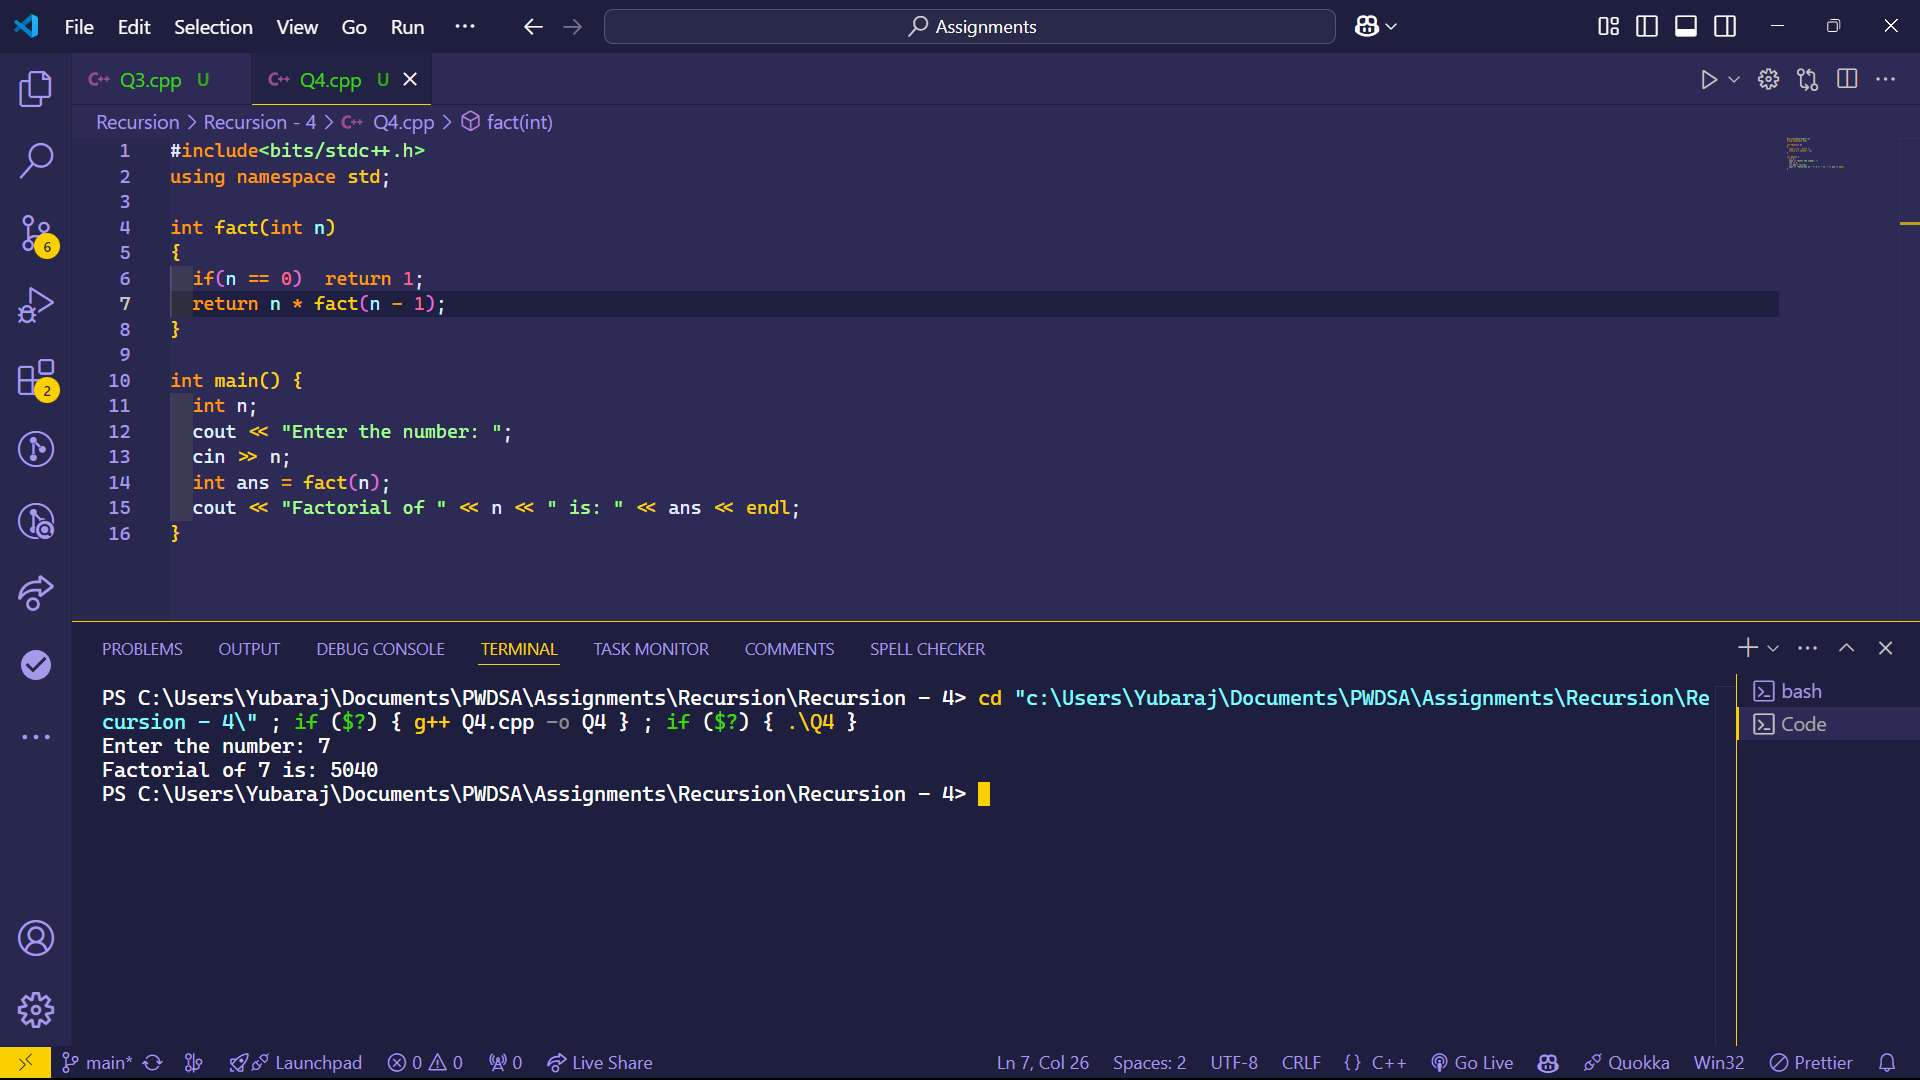 File Edit Selection View Go Run ··· Assignments
C++ Q3.cpp U C++ Q4.cpp U
Recursion > Recursion - 4 > C++ Q4.cpp > fact(int)
1 #include<bits/stdc++.h>
2 using namespace std;
3
4 int fact(int n)
5 {
6 if(n == 0)  return 1;
7 return n * fact(n - 1);
8 }
9
10 int main() {
11 int n;
12 cout << "Enter the number: ";
13 cin >> n;
14 int ans = fact(n);
15 cout << "Factorial of " << n << " is: " << ans << endl;
16 }
6
2
PROBLEMS OUTPUT DEBUG CONSOLE TERMINAL TASK MONITOR COMMENTS SPELL CHECKER
PS C:\Users\Yubaraj\Documents\PWDSA\Assignments\Recursion\Recursion - 4> cd "c:\Users\Yubaraj\Documents\PWDSA\Assignments\Recursion\Re
cursion - 4\" ; if ($?) { g++ Q4.cpp -o Q4 } ; if ($?) { .\Q4 }
Enter the number: 7
Factorial of 7 is: 5040
PS C:\Users\Yubaraj\Documents\PWDSA\Assignments\Recursion\Recursion - 4>
bash
Code
main* Launchpad 0 0 0 Live Share Ln 7, Col 26 Spaces: 2 UTF-8 CRLF {} C++ Go Live Quokka Win32 Prettier